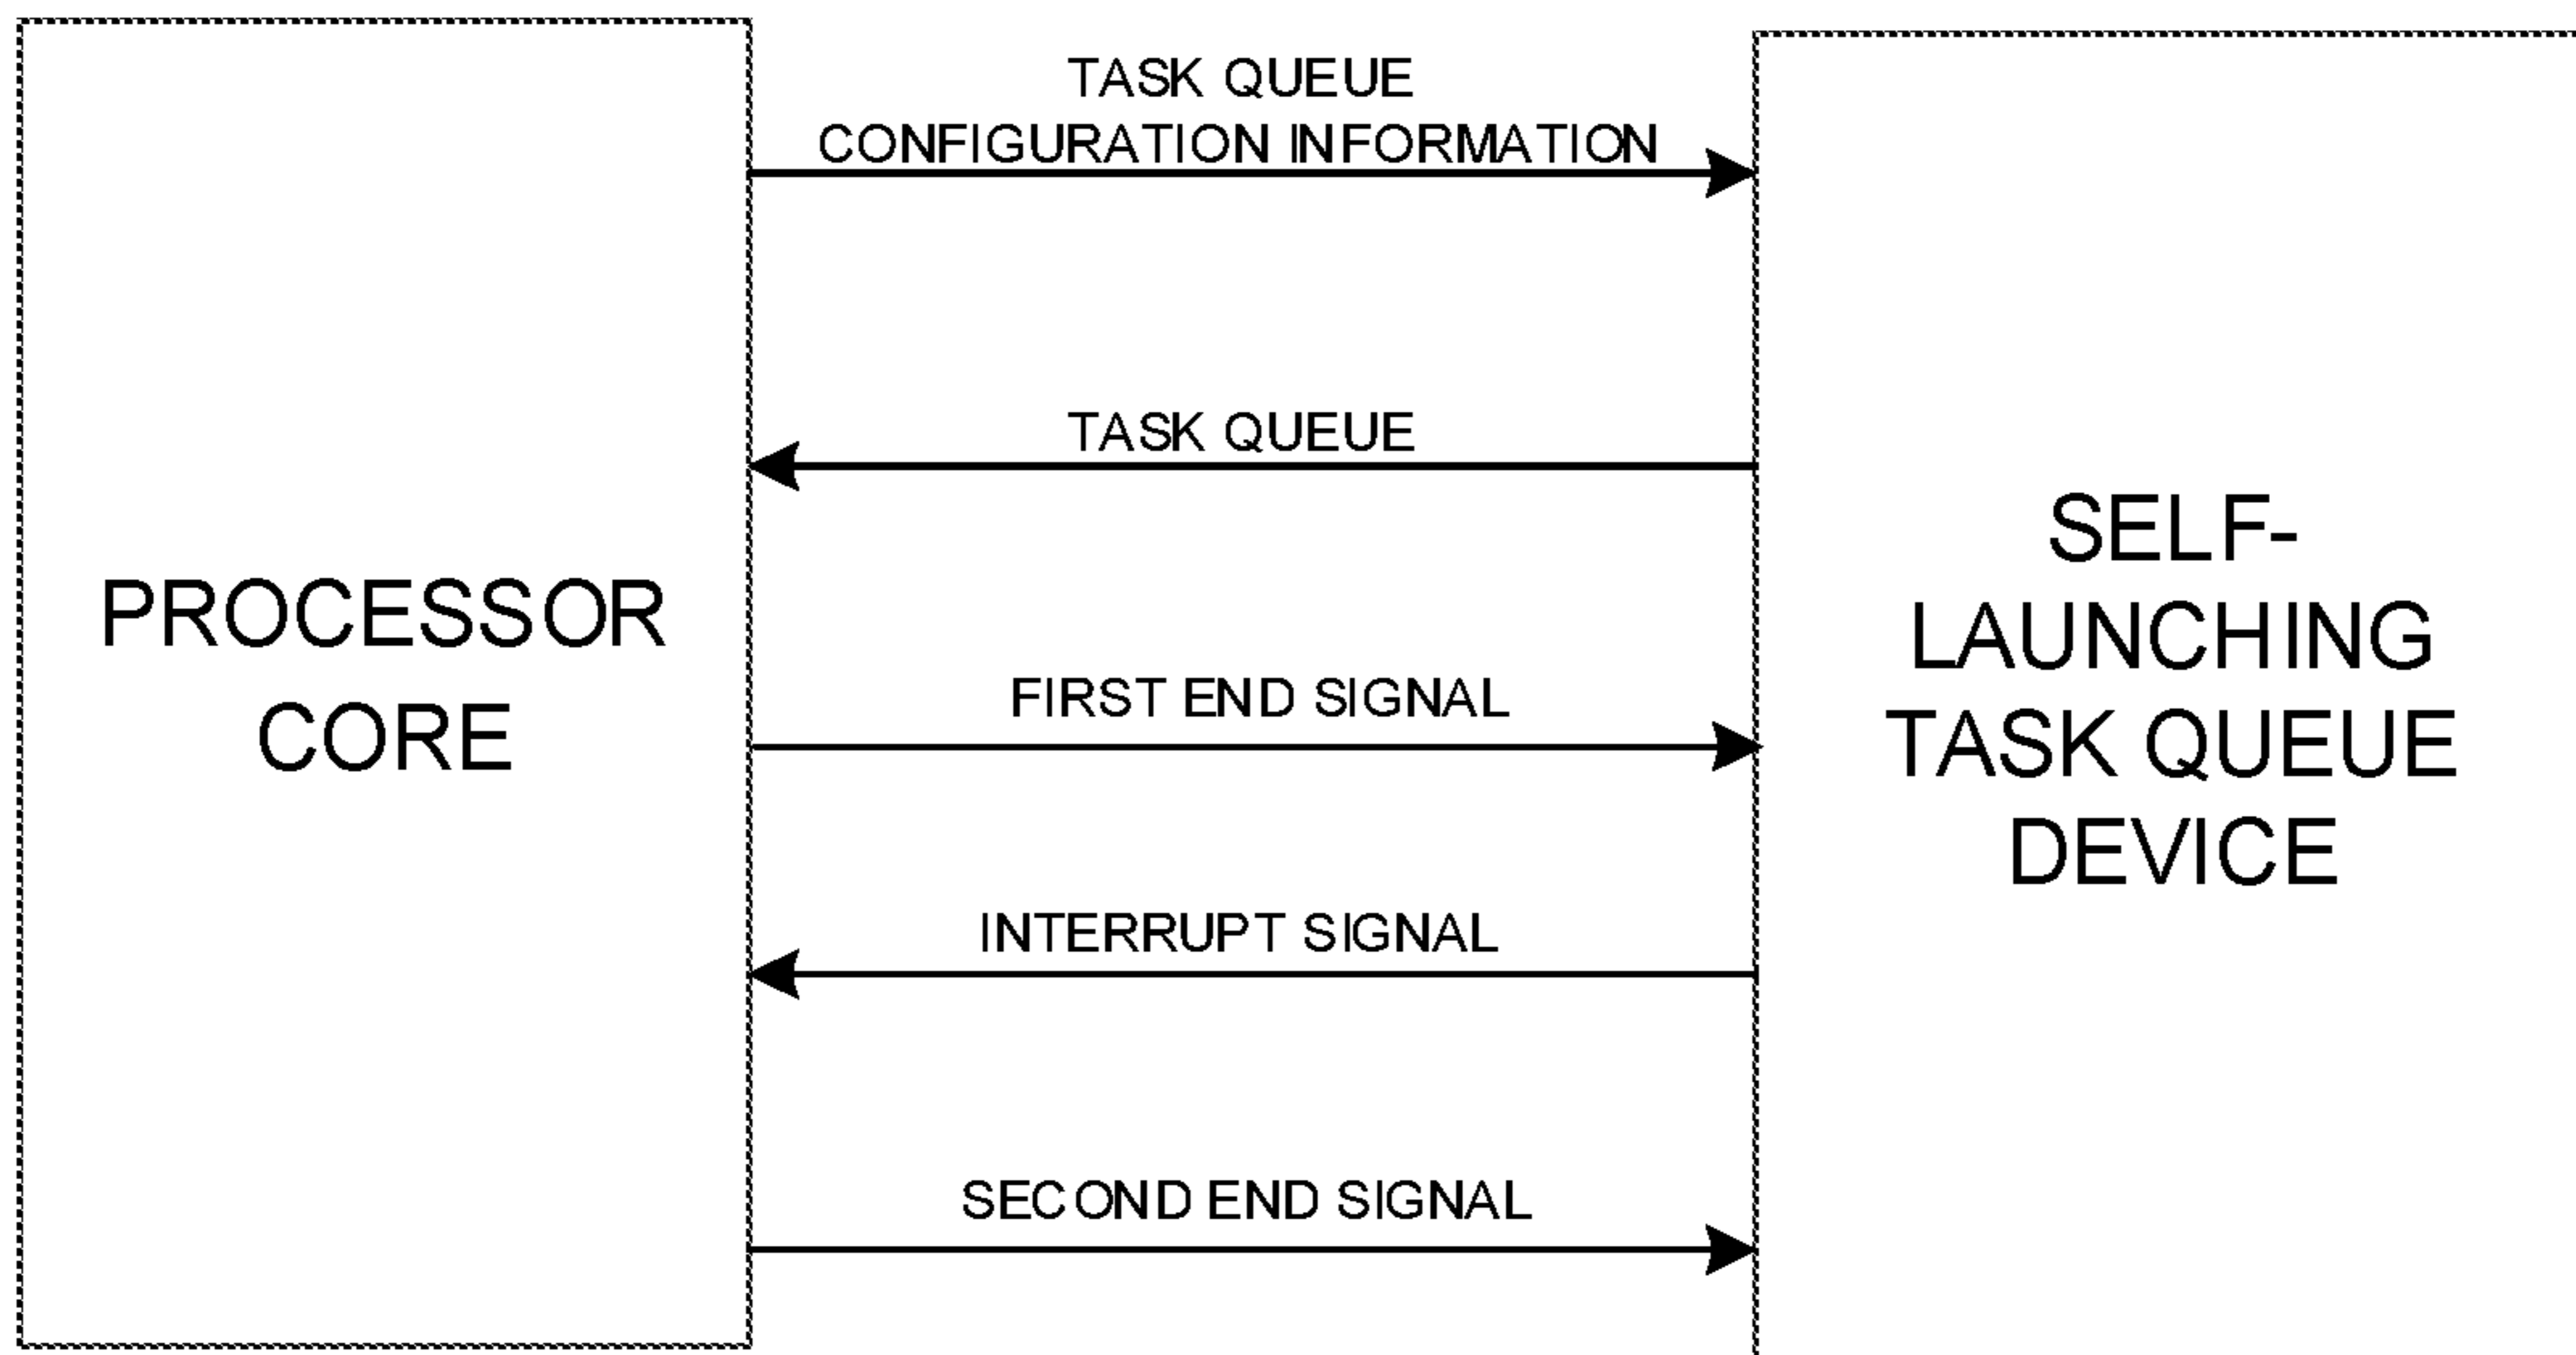 PROCESSOR
CORE
TASK QUEUE
CONFIGURATION INFORMATION
TASK QUEUE
FIRST END SIGNAL
INTERRUPT SIGNAL
SECOND END SIGNAL
SELF-
LAUNCHING
TASK QUEUE
DEVICE